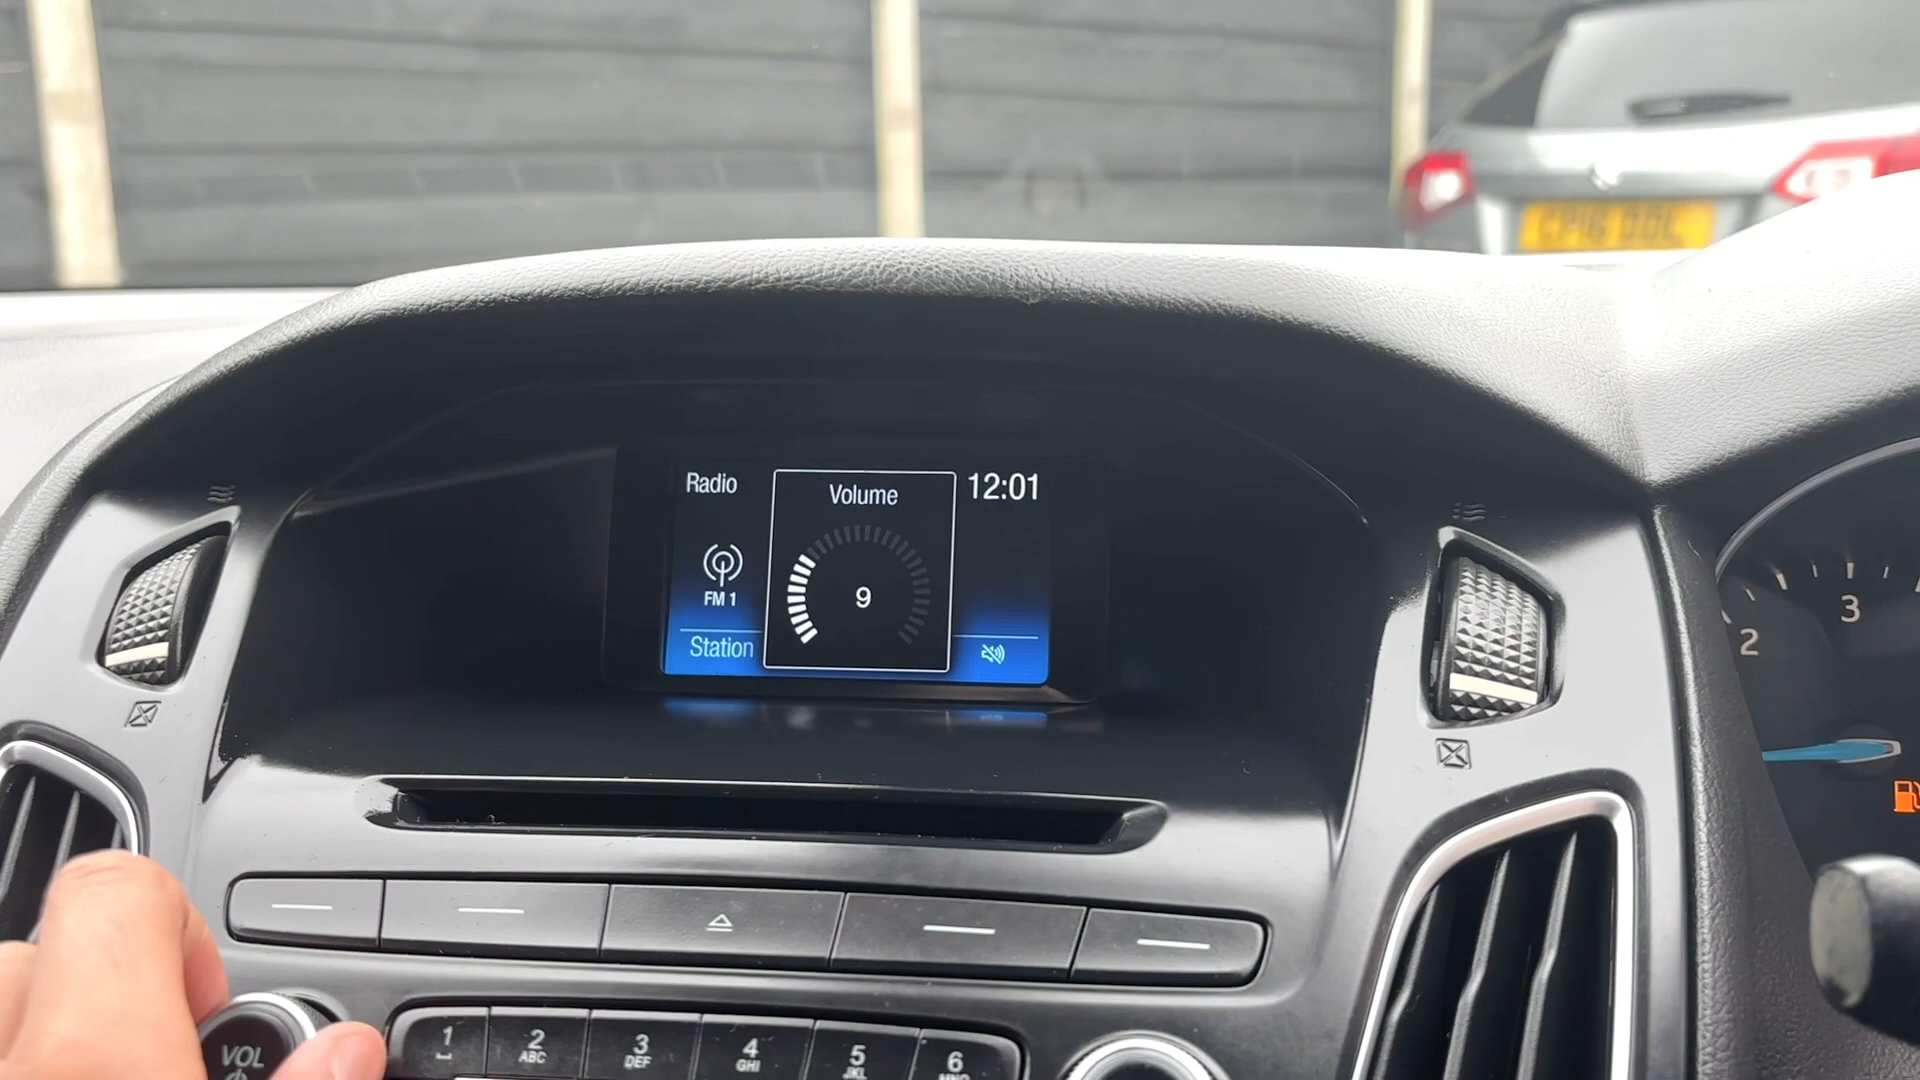 Radio
Volume
12:01
9
FM 1
Station
2
3
VOL
1
2
ABC
3
DEF
4
GHI
5
JKL
6